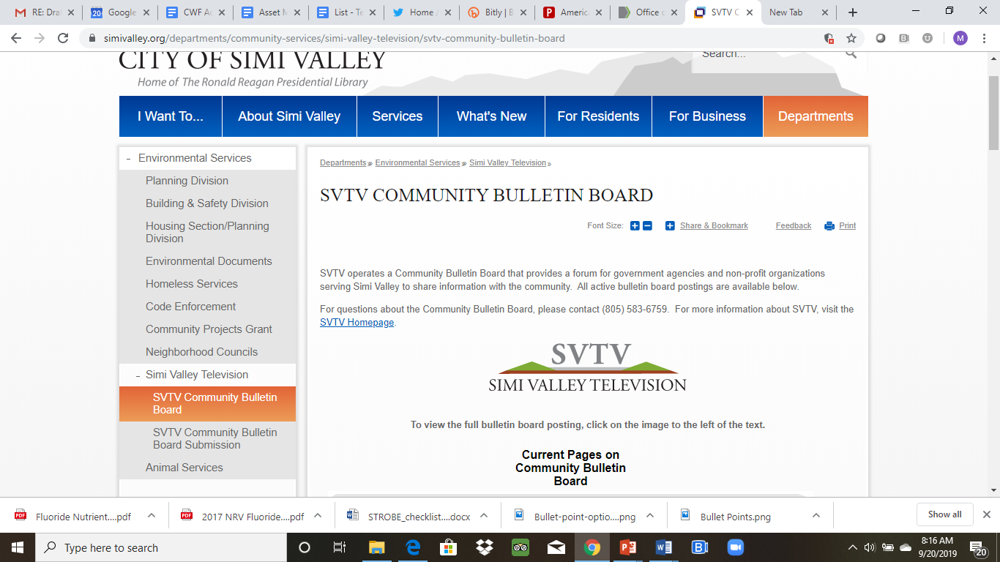 RE: Dra
20 Google
CWF A
Asset M
List - Te
Home /
Bitly | B
America
Office o
SVTV C
New Tab
simivalley.org/departments/community-services/simi-valley-television/svtv-community-bulletin-board
M
CITY OF SIMI VALLEY
Home of The Ronald Reagan Presidential Library
Search...
I Want To...
About Simi Valley
Services
What's New
For Residents
For Business
Departments
- Environmental Services
Planning Division
Building & Safety Division
Housing Section/Planning
Division
Environmental Documents
Homeless Services
Code Enforcement
Community Projects Grant
Neighborhood Councils
- Simi Valley Television
SVTV Community Bulletin
Board
SVTV Community Bulletin
Board Submission
Animal Services
Departments » Environmental Services » Simi Valley Television »
SVTV COMMUNITY BULLETIN BOARD
Font Size: + - + Share & Bookmark Feedback Print
SVTV operates a Community Bulletin Board that provides a forum for government agencies and non-profit organizations
serving Simi Valley to share information with the community. All active bulletin board postings are available below.
For questions about the Community Bulletin Board, please contact (805) 583-6759. For more information about SVTV, visit the
SVTV Homepage.
SVTV
SIMI VALLEY TELEVISION
To view the full bulletin board posting, click on the image to the left of the text.
Current Pages on
Community Bulletin
Board
Fluoride Nutrient....pdf
2017 NRV Fluoride....pdf
STROBE_checklist....docx
Bullet-point-optio....png
Bullet Points.png
Show all
Type here to search
8:16 AM
9/20/2019
20